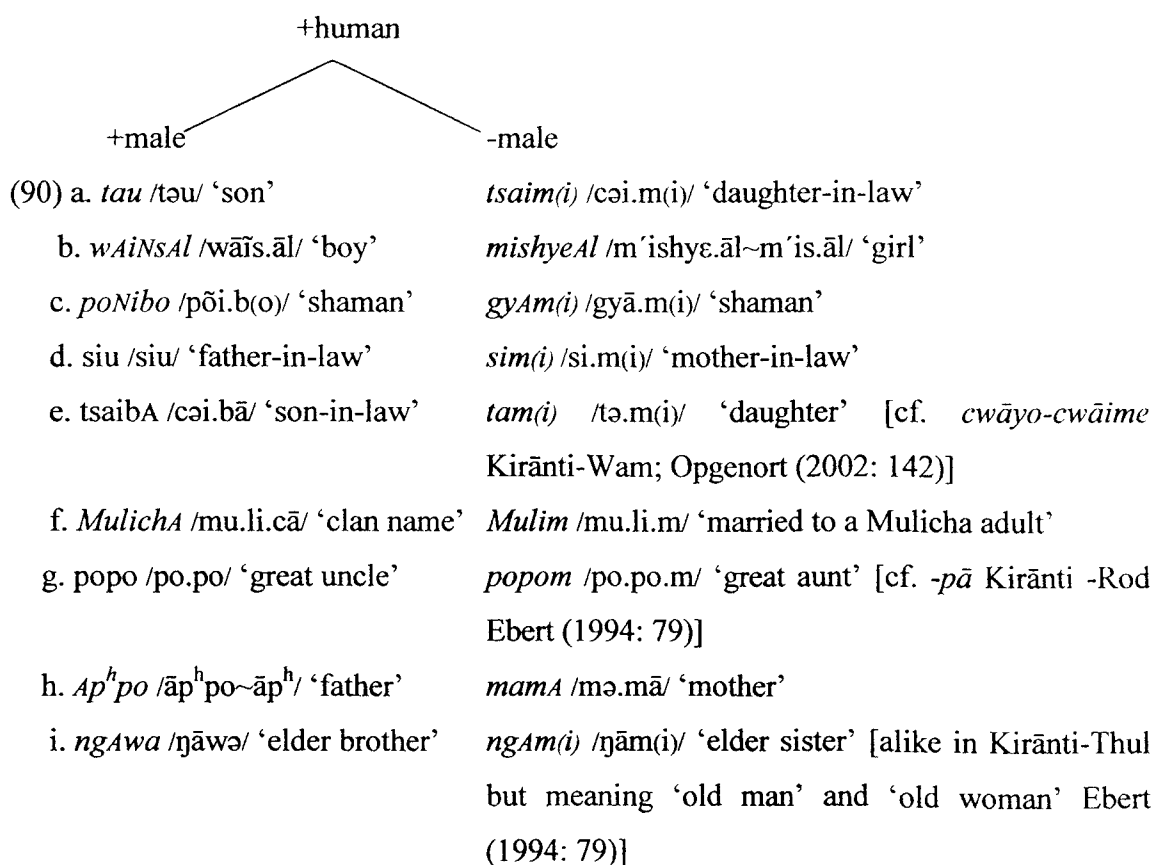 +human
+male -male
(90) a. tau /təu/ ‘son’ tsaim(i) /cəi.m(i)/ ‘daughter-in-law’
b. wAiNsAl /wāĩs.āl/ ‘boy’ mishyeAl /m´ishyɛ.āl~m´is.āl/ ‘girl’
c. poNibo /põi.b(o)/ ‘shaman’ gyAm(i) /gyā.m(i)/ ‘shaman’
d. siu /siu/ ‘father-in-law’ sim(i) /si.m(i)/ ‘mother-in-law’
e. tsaibA /cəi.bā/ ‘son-in-law’ tam(i) /tə.m(i)/ ‘daughter’ [cf. cwāyo-cwāime
Kirānti-Wam; Opgenort (2002: 142)]
f. MulichA /mu.li.cā/ ‘clan name’ Mulim /mu.li.m/ ‘married to a Mulicha adult’
g. popo /po.po/ ‘great uncle’ popom /po.po.m/ ‘great aunt’ [cf. -pā Kirānti -Rod
Ebert (1994: 79)]
h. Apʰpo /āpʰpo~āpʰ/ ‘father’ mamA /mə.mā/ ‘mother’
i. ngAwa /ŋāwə/ ‘elder brother’ ngAm(i) /ŋām(i)/ ‘elder sister’ [alike in Kirānti-Thul
but meaning ‘old man’ and ‘old woman’ Ebert
(1994: 79)]